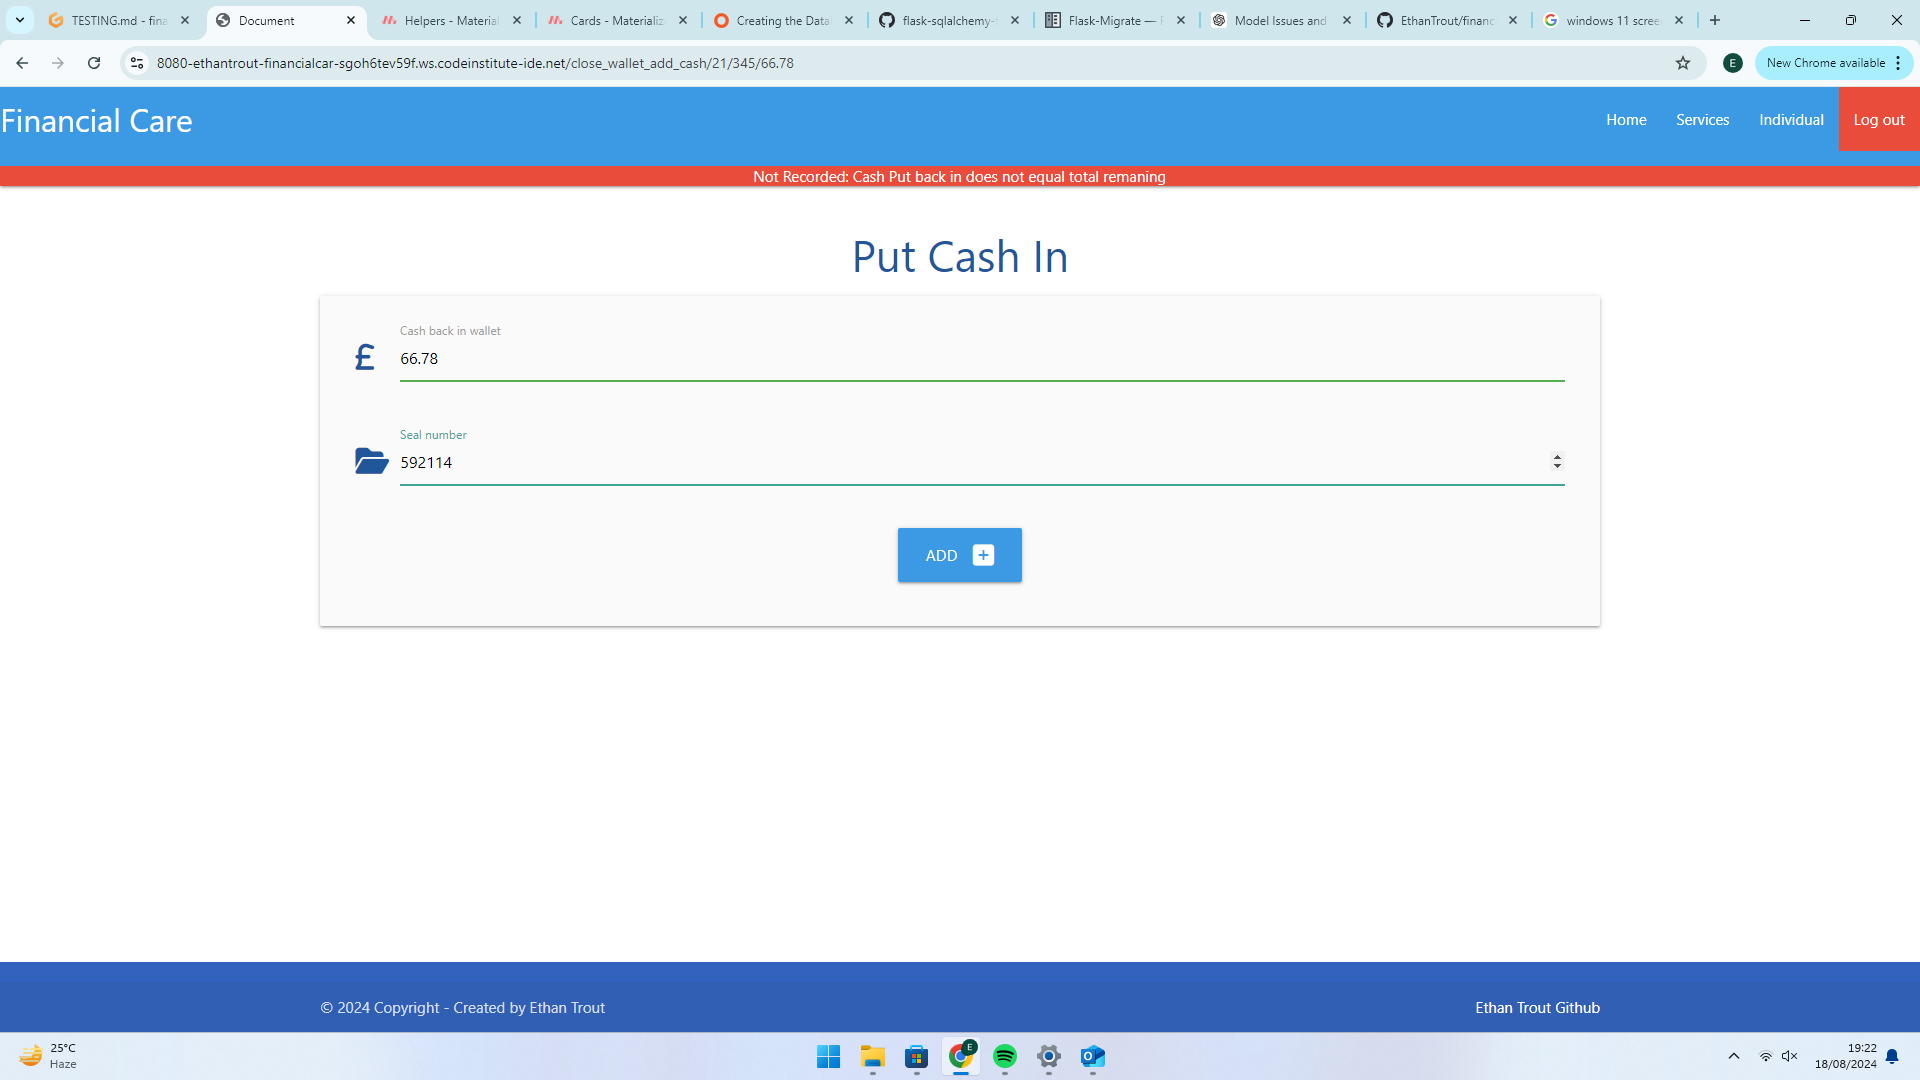 TESTING.md - fina
Document
Helpers - Material
Cards - Materializ
Creating the Data
flask-sqlalchemy-
Flask-Migrate —
Model Issues and
EthanTrout/financ
windows 11 scree
8080-ethantrout-financialcar-sgoh6tev59f.ws.codeinstitute-ide.net/close_wallet_add_cash/21/345/66.78
E
New Chrome available
Financial Care
Home
Services
Individual
Log out
Not Recorded: Cash Put back in does not equal total remaning
Put Cash In
Cash back in wallet
£
66.78
Seal number
592114
ADD
© 2024 Copyright - Created by Ethan Trout
Ethan Trout Github
25°C
Haze
E
19:22
18/08/2024